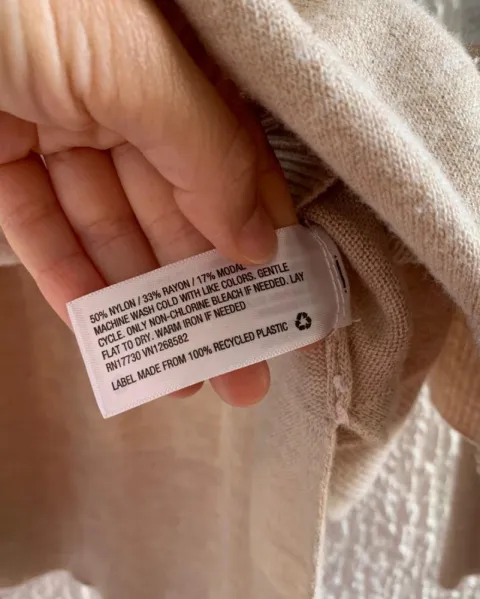 50% NYLON / 33% RAYON / 17% MODAL
MACHINE WASH COLD WITH LIKE COLORS. GENTLE
CYCLE. ONLY NON-CHLORINE BLEACH IF NEEDED. LAY
FLAT TO DRY. WARM IRON IF NEEDED
RN17730 VN1268582
LABEL MADE FROM 100% RECYCLED PLASTIC